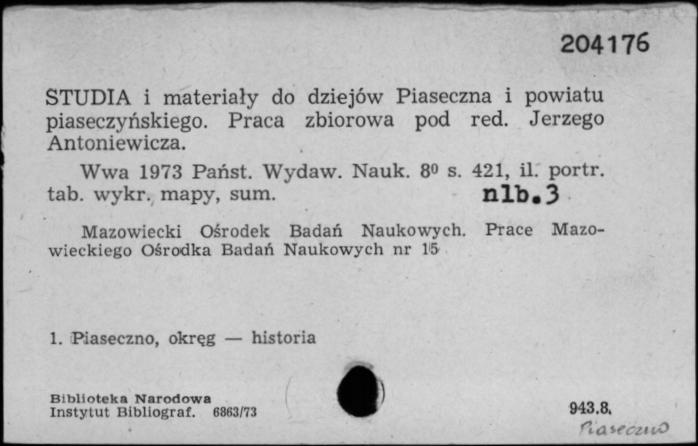 204176
STUDIA i materiały do dziejów Piaseczna i powiatu
piaseczyńskiego. Praca zbiorowa pod red. Jerzego
Antoniewicza.
Wwa 1973 Państ. Wydaw. Nauk. 8⁰ s. 421, il. portr.
tab. wykr. mapy, sum. nlb.3
Mazowiecki Ośrodek Badań Naukowych. Prace Mazo-
wieckiego Ośrodka Badań Naukowych nr 15
1. Piaseczno, okręg — historia
Biblioteka Narodowa
Instytut Bibliograf. 6863/73
943.8.
Piaseczno